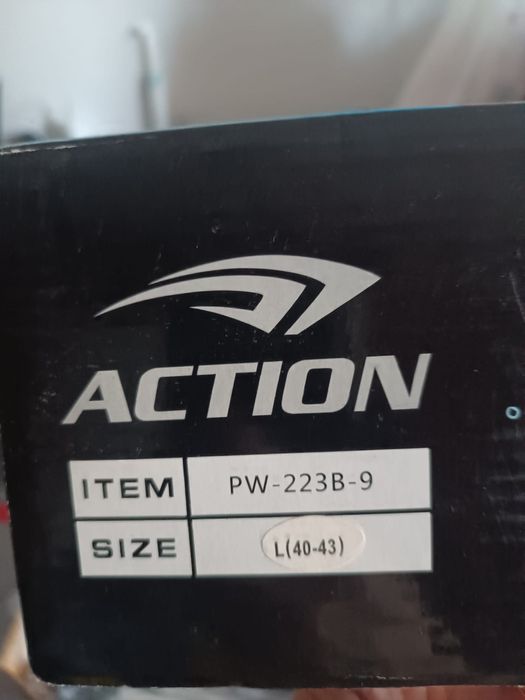 ACTION
ITEM PW-223B-9
SIZE L(40-43)